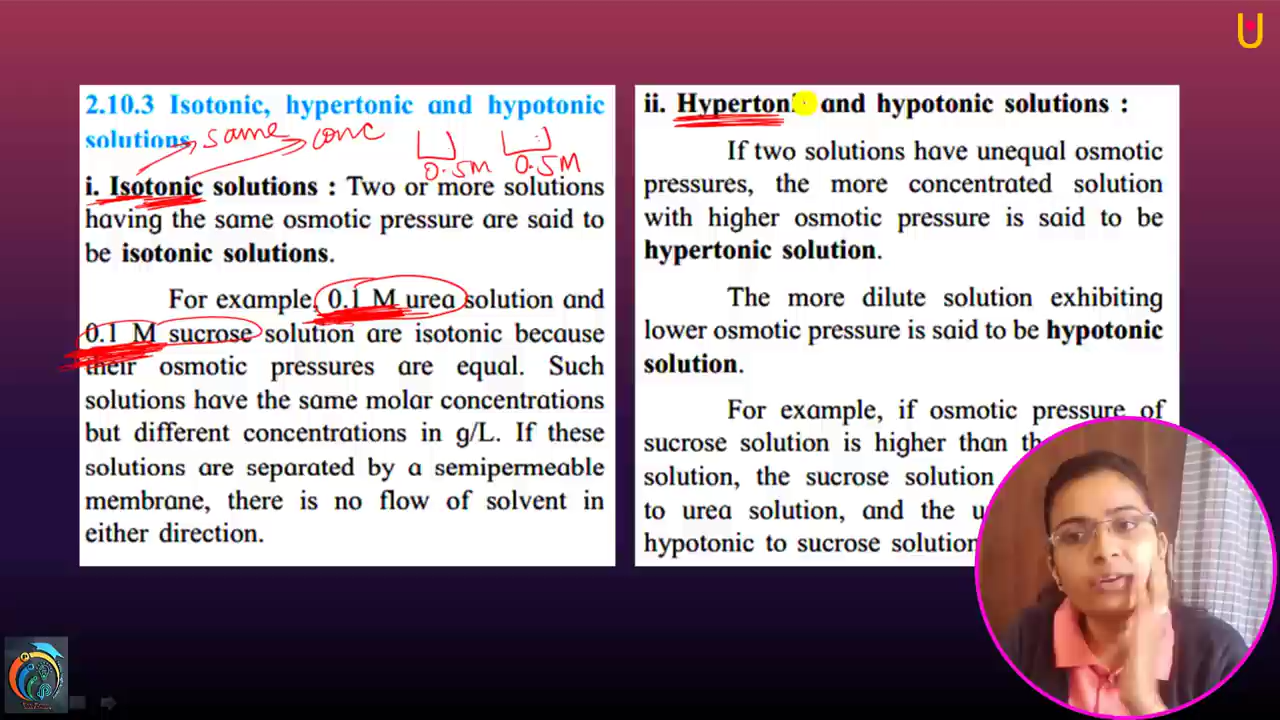 U
2.10.3 Isotonic, hypertonic and hypotonic
solutions
same conc
0.5M 0.5M
i. Isotonic solutions : Two or more solutions
having the same osmotic pressure are said to
be isotonic solutions.
For example, 0.1 M urea solution and
0.1 M sucrose solution are isotonic because
their osmotic pressures are equal. Such
solutions have the same molar concentrations
but different concentrations in g/L. If these
solutions are separated by a semipermeable
membrane, there is no flow of solvent in
either direction.
ii. Hypertoni and hypotonic solutions :
If two solutions have unequal osmotic
pressures, the more concentrated solution
with higher osmotic pressure is said to be
hypertonic solution.
The more dilute solution exhibiting
lower osmotic pressure is said to be hypotonic
solution.
For example, if osmotic pressure of
sucrose solution is higher than
solution, the sucrose solution
to urea solution, and the
hypotonic to sucrose solution